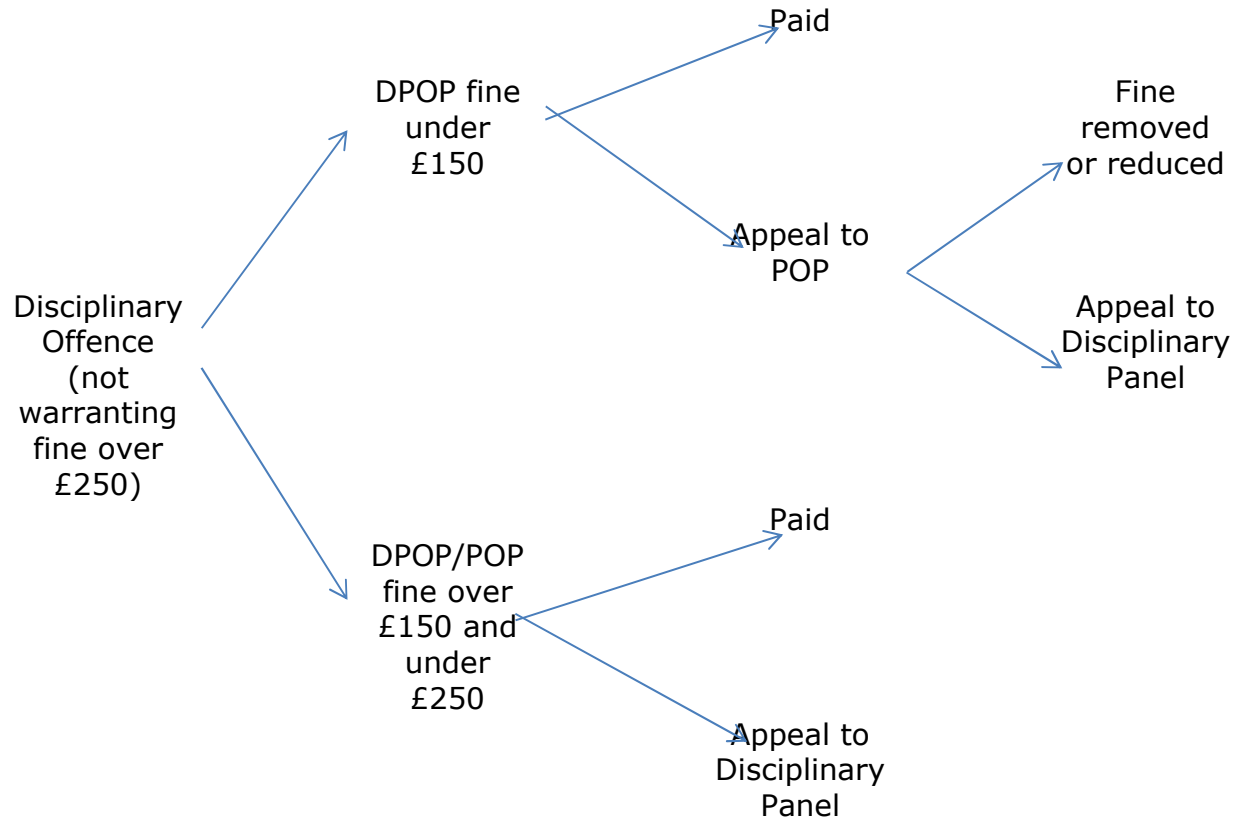 Disciplinary
Offence
(not
warranting
fine over
£250)
DPOP fine
under
£150
Paid
Appeal to
POP
Fine
removed
or reduced
Appeal to
Disciplinary
Panel
DPOP/POP
fine over
£150 and
under
£250
Paid
Appeal to
Disciplinary
Panel